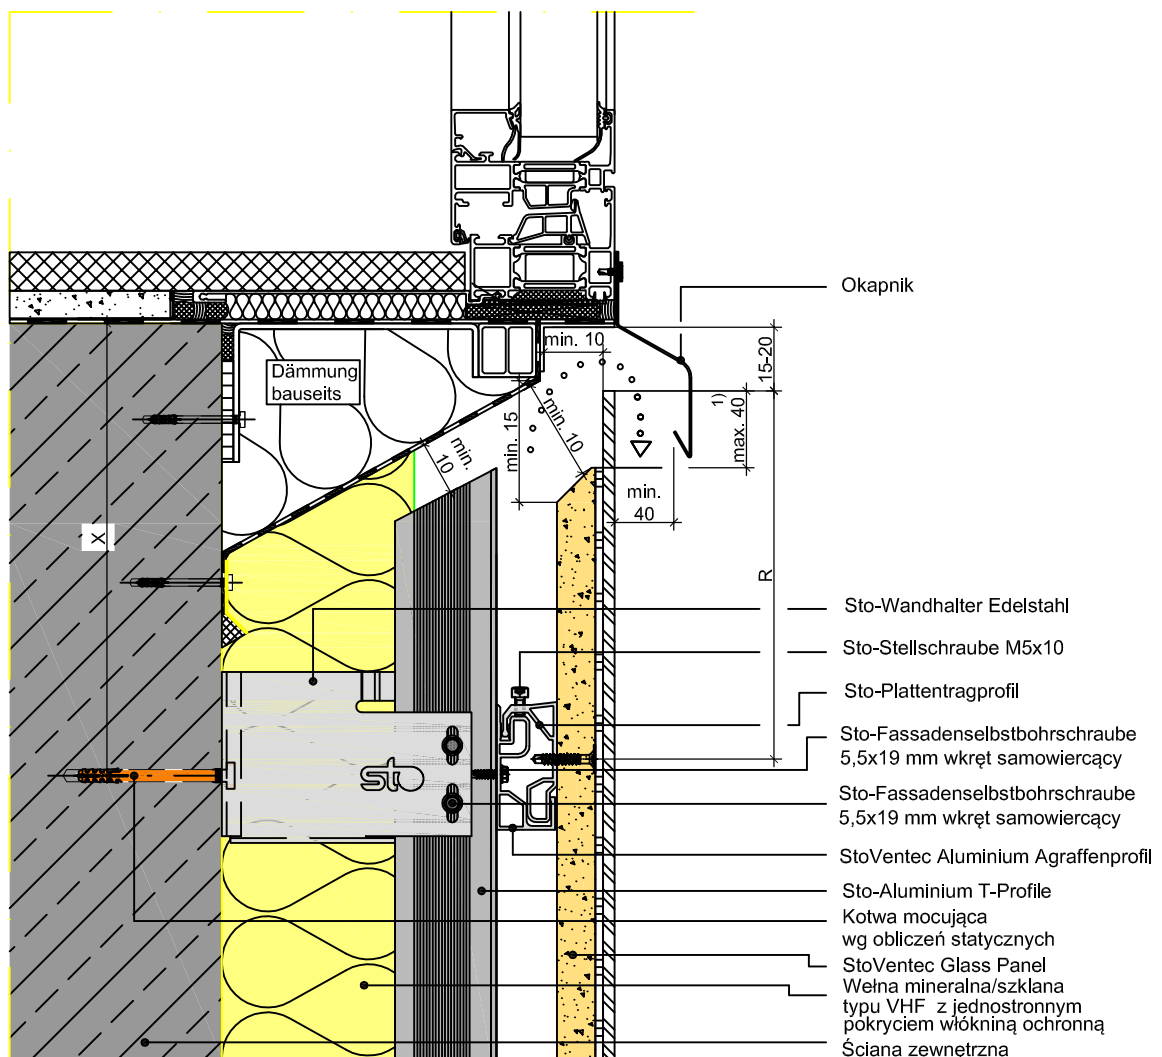 Okapnik
min. 10
15-20
Dämmung
bauseits
1)
max. 40
min. 15
min. 10
min.
10
min.
40
X
R
Sto-Wandhalter Edelstahl
Sto-Stellschraube M5x10
Sto-Plattentragprofil
Sto-Fassadenselbstbohrschraube
5,5x19 mm wkręt samowiercący
sto
Sto-Fassadenselbstbohrschraube
5,5x19 mm wkręt samowiercący
StoVentec Aluminium Agraffenprofil
Sto-Aluminium T-Profile
Kotwa mocująca
wg obliczeń statycznych
StoVentec Glass Panel
Wełna mineralna/szklana
typu VHF z jednostronnym
pokryciem włókniną ochronną
Ściana zewnetrzna